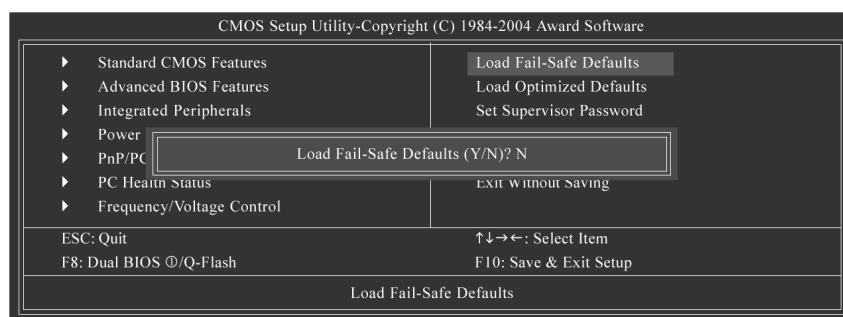 CMOS Setup Utility-Copyright (C) 1984-2004 Award Software
Standard CMOS Features
Advanced BIOS Features
Integrated Peripherals
Power
PnP/PC
PC Health Status
Frequency/Voltage Control
Load Fail-Safe Defaults
Load Optimized Defaults
Set Supervisor Password
Exit Without Saving
Load Fail-Safe Defaults (Y/N)? N
ESC: Quit
↑↓→←: Select Item
F8: Dual BIOS ①/Q-Flash
F10: Save & Exit Setup
Load Fail-Safe Defaults